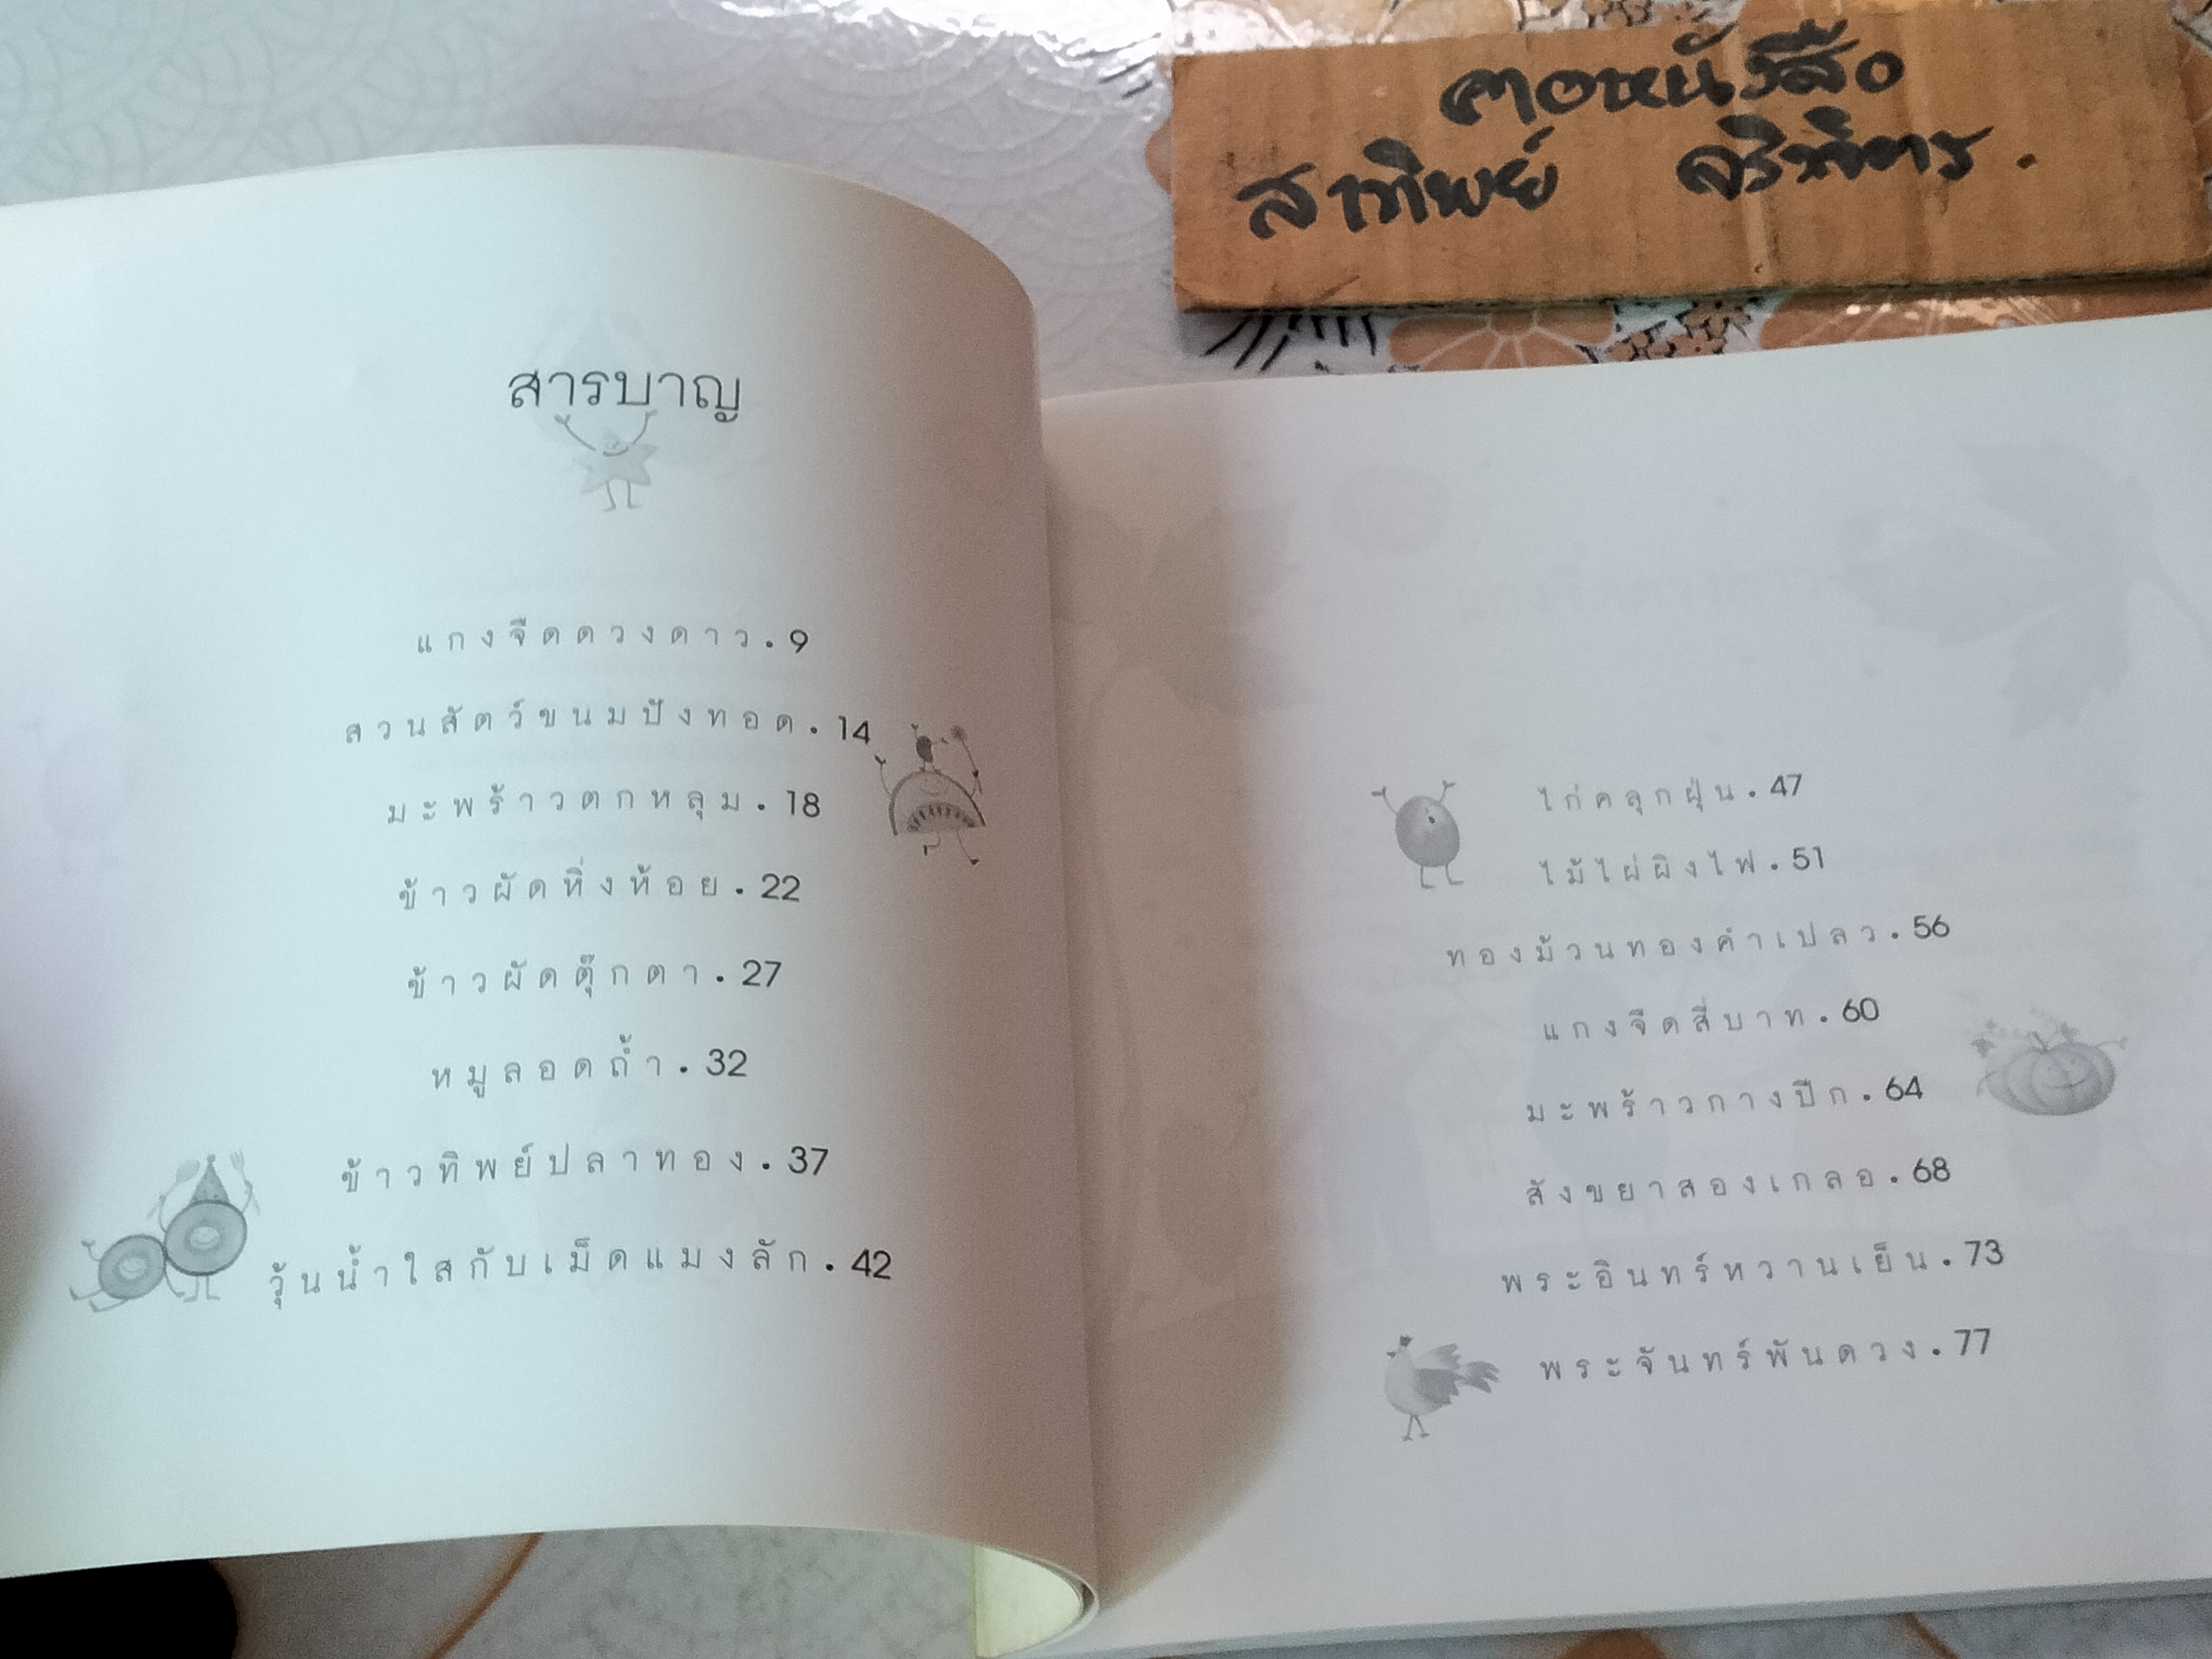 คอหนังสือ
สาทิพย์
สารบาญ
แกงจืดดวงดาว . 9
สวนสัตว์ขนมปังทอด . 14
มะพร้าวตกหลุม . 18
ข้าวผัดหิ่งห้อย . 22
ข้าวผัดตุ๊กตา . 27
หมูลอดถ้ำ . 32
ข้าวทิพย์ปลาทอง . 37
วุ้นน้ำใสกับเม็ดแมงลัก . 42
ไก่คลุกฝุ่น . 47
ไม้ไผ่ผิงไฟ . 51
ทองม้วนทองคำเปลว . 56
แกงจืดสี่บาท . 60
มะพร้าวกางปีก . 64
สังขยาสองเกลอ . 68
พระอินทร์หวานเย็น . 73
พระจันทร์พันดวง . 77